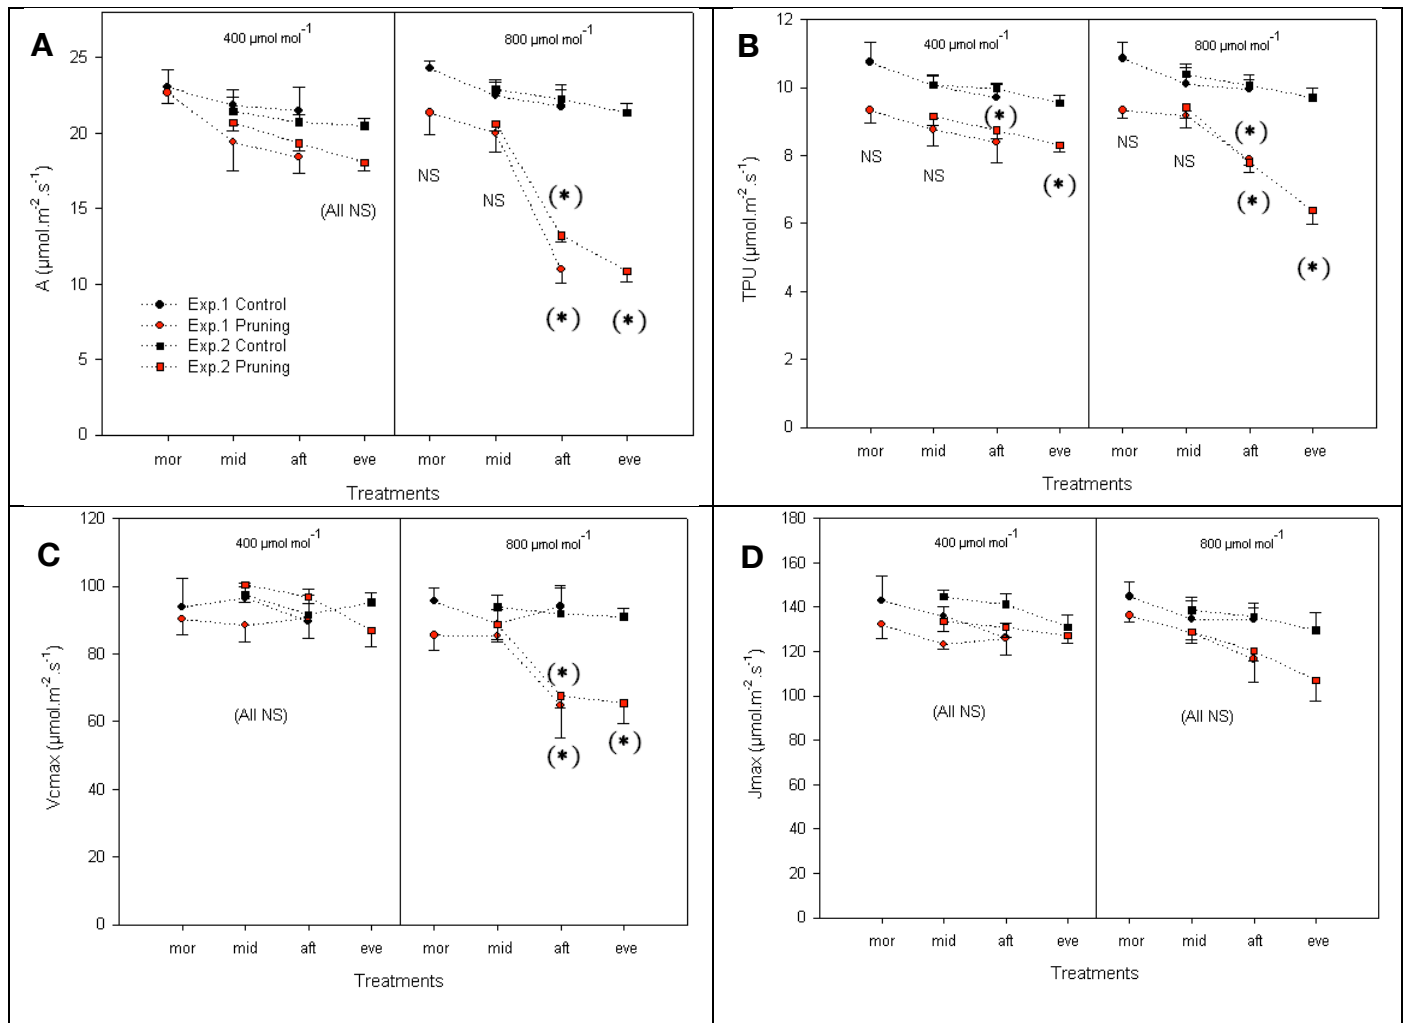 A
400 µmol mol-1
800 µmol mol-1
25
20
15
10
5
0
A (µmol.m-2.s-1)
NS
NS
(All NS)
(*)
(*)
(*)
Exp.1 Control
Exp.1 Pruning
Exp.2 Control
Exp.2 Pruning
mor mid aft eve mor mid aft eve
Treatments
B
400 µmol mol-1
800 µmol mol-1
12
10
8
6
4
2
0
TPU (µmol.m-2.s-1)
(*)
(*)
NS
NS
NS
NS
(*)
(*)
(*)
mor mid aft eve mor mid aft eve
Treatments
C
400 µmol mol-1
800 µmol mol-1
120
100
80
60
40
20
0
Vcmax (µmol.m-2.s-1)
(All NS)
(*)
(*)
(*)
mor mid aft eve mor mid aft eve
Treatments
D
400 µmol mol-1
800 µmol mol-1
180
160
140
120
100
80
60
40
20
0
Jmax (µmol.m-2.s-1)
(All NS)
(All NS)
mor mid aft eve mor mid aft eve
Treatments